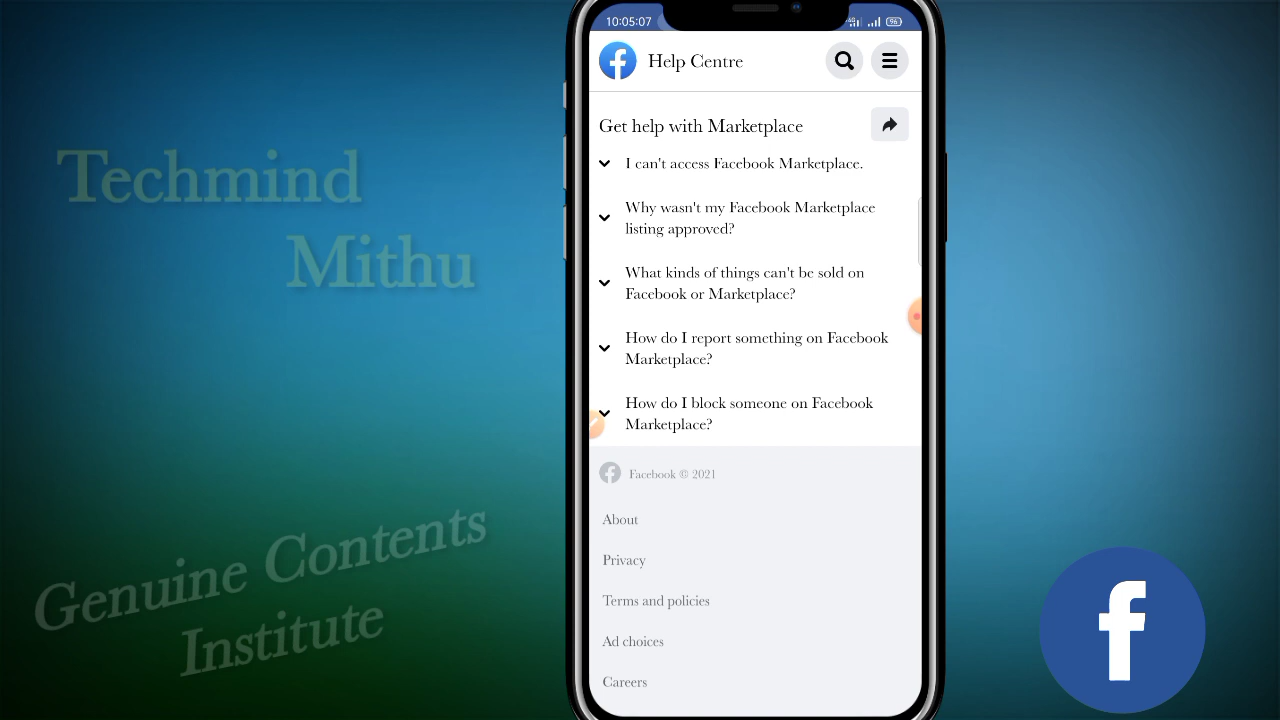 Techmind
Mithu
Genuine Contents
Institute
10:05:07
4G
96
Help Centre
Get help with Marketplace
I can't access Facebook Marketplace.
Why wasn't my Facebook Marketplace
listing approved?
What kinds of things can't be sold on
Facebook or Marketplace?
How do I report something on Facebook
Marketplace?
How do I block someone on Facebook
Marketplace?
Facebook © 2021
About
Privacy
Terms and policies
Ad choices
Careers